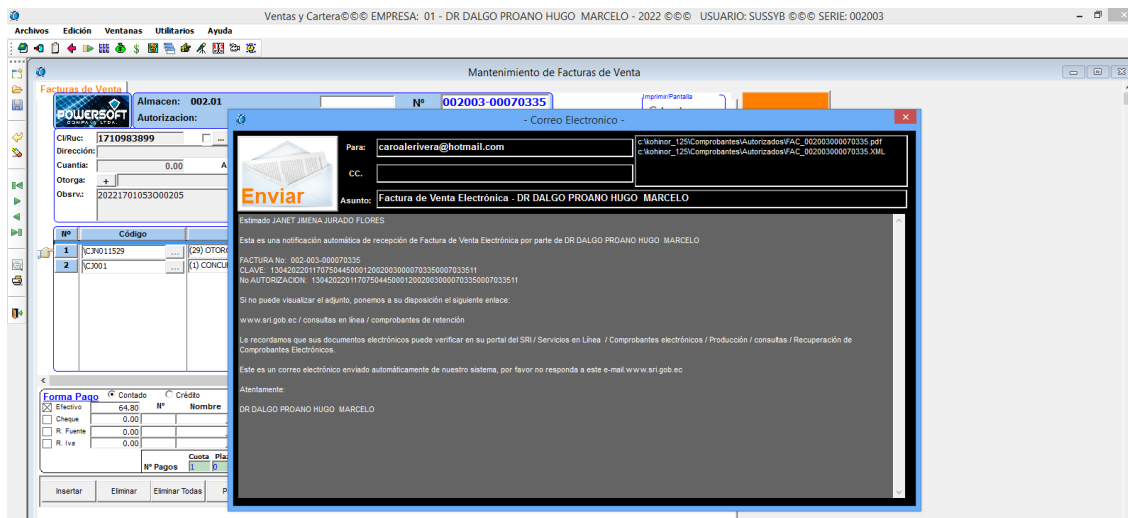 Ventas y Cartera©©© EMPRESA: 01 - DR DALGO PROANO HUGO MARCELO - 2022 ©©© USUARIO: SUSSYB ©©© SERIE: 002003
Archivos Edición Ventanas Utilitarios Ayuda
Mantenimiento de Facturas de Venta
Facturas de Venta
POWERSOFT
COMPAÑIA LTDA.
Almacen: 002.01
Nº 002003-00070335
Imprimir/Pantalla
Autorizacion:
CI/Ruc: 1710983899 ...
Dirección:
Cuantia: 0.00 A
Otorga: +
Obsrv.: 20221701053O00205
Nº Código
1 \CJN011529 ... (29) OTORG
2 \CJ001 ... (1) CONCU
Forma Pago Contado Crédito
Efectivo 64.80 Nº Nombre
Cheque 0.00
R. Fuente 0.00
R. Iva 0.00
Cuota Pla
Nº Pagos 1 0
Insertar Eliminar Eliminar Todas P
- Correo Electronico -
Enviar
Para: caroalerivera@hotmail.com
c:\kohinor_125\Comprobantes\Autorizados\FAC_002003000070335.pdf
c:\kohinor_125\Comprobantes\Autorizados\FAC_002003000070335.XML
CC.
Asunto: Factura de Venta Electrónica - DR DALGO PROANO HUGO MARCELO
Estimado JANET JIMENA JURADO FLORES
Esta es una notificación automática de recepción de Factura de Venta Electrónica por parte de DR DALGO PROANO HUGO MARCELO
FACTURA No: 002-003-000070335
CLAVE: 1304202201170750445000120020030000703350007033511
No AUTORIZACION: 1304202201170750445000120020030000703350007033511
Si no puede visualizar el adjunto, ponemos a su disposición el siguiente enlace:
www.sri.gob.ec / consultas en línea / comprobantes de retención
Le recordamos que sus documentos electrónicos puede verificar en su portal del SRI / Servicios en Línea / Comprobantes electrónicos / Producción / consultas / Recuperación de
Comprobantes Electrónicos.
Este es un correo electrónico enviado automáticamente de nuestro sistema, por favor no responda a este e-mail.www.sri.gob.ec
Atentamente:
DR DALGO PROANO HUGO MARCELO